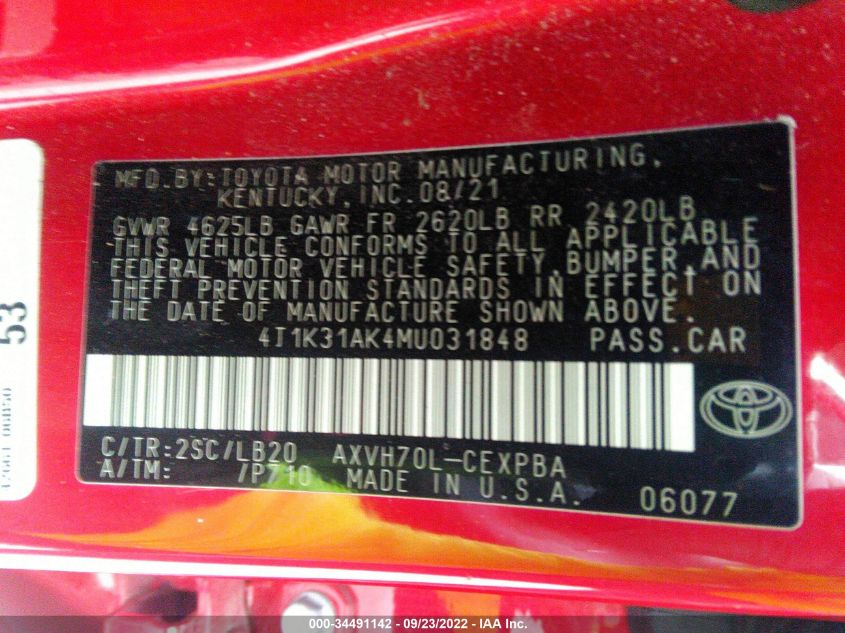 MFD.BY:TOYOTA MOTOR MANUFACTURING,
KENTUCKY,INC.08/21
GVWR 4625LB GAWR FR 2620LB RR 2420LB
THIS VEHICLE CONFORMS TO ALL APPLICABLE
FEDERAL MOTOR VEHICLE SAFETY,BUMPER,AND
THEFT PREVENTION STANDARDS IN EFFECT ON
THE DATE OF MANUFACTURE SHOWN ABOVE.
4T1K31AK4MU031848 PASS.CAR
C/TR:2SC/LB20 AXVH70L-CEXPBA
A/TM: /P710 MADE IN U.S.A.
06077
53
000-34491142 - 09/23/2022 - IAA Inc.